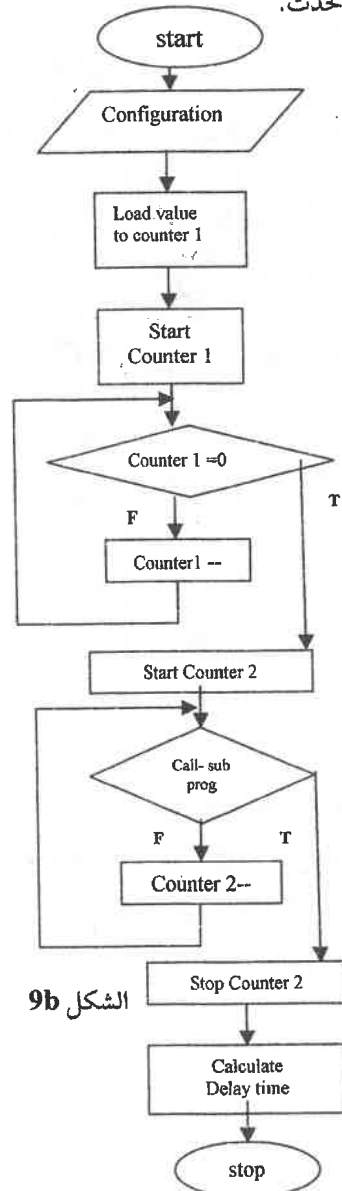 حدث.
start
Configuration
Load value
to counter 1
Start
Counter 1
Counter 1 =0
T
F
Counter1 --
Start Counter 2
Call- sub
prog
F
T
Counter 2--
الشكل 9b
Stop Counter 2
Calculate
Delay time
stop